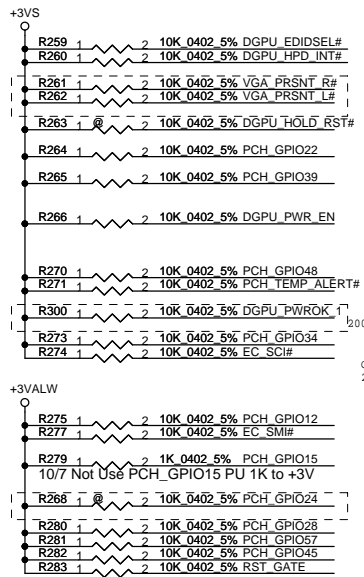 +3VS
R259 1 2 10K_0402_5% DGPU_EDIDSEL#
R260 1 2 10K_0402_5% DGPU_HPD_INT#
R261 1 2 10K_0402_5% VGA_PRSNT_R#
R262 1 2 10K_0402_5% VGA_PRSNT_L#
R263 1 @ 2 10K_0402_5% DGPU_HOLD_RST#
R264 1 2 10K_0402_5% PCH_GPIO22
R265 1 2 10K_0402_5% PCH_GPIO39
R266 1 2 10K_0402_5% DGPU_PWR_EN
R270 1 2 10K_0402_5% PCH_GPIO48
R271 1 2 10K_0402_5% PCH_TEMP_ALERT#
R300 1 2 10K_0402_5% DGPU_PWROK_1
200
R273 1 2 10K_0402_5% PCH_GPIO34
R274 1 2 10K_0402_5% EC_SCI#
+3VALW
R275 1 2 10K_0402_5% PCH_GPIO12
R277 1 2 10K_0402_5% EC_SMI#
R279 1 2 1K_0402_5% PCH_GPIO15
10/7 Not Use PCH_GPIO15 PU 1K to +3V
R268 1 @ 2 10K_0402_5% PCH_GPIO24
R280 1 2 10K_0402_5% PCH_GPIO28
R281 1 2 10K_0402_5% PCH_GPIO57
R282 1 2 10K_0402_5% PCH_GPIO45
R283 1 2 10K_0402_5% RST_GATE